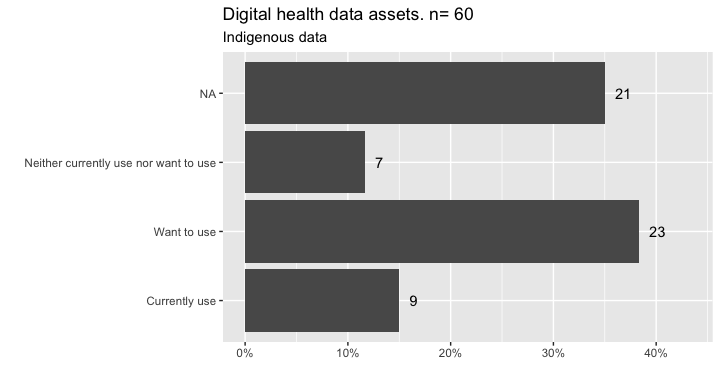 Digital health data assets. n= 60
Indigenous data
NA
21
Neither currently use nor want to use
7
Want to use
23
Currently use
9
0%
10%
20%
30%
40%